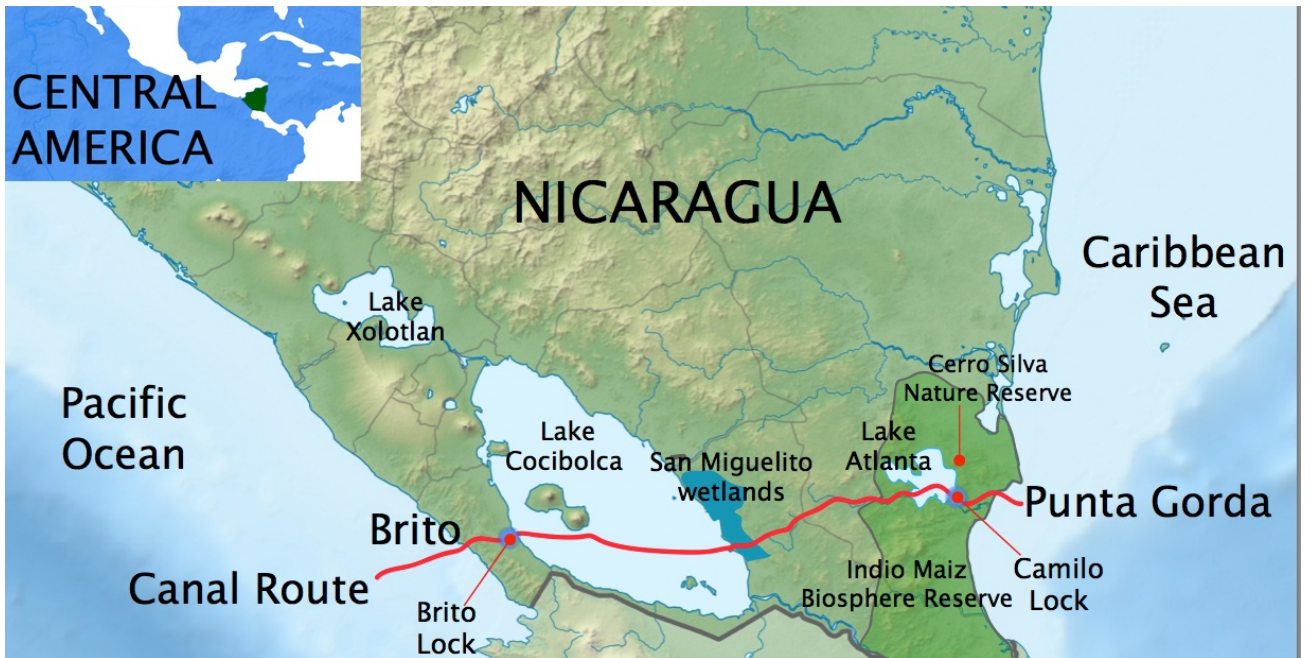 CENTRAL
AMERICA
NICARAGUA
Caribbean
Sea
Lake
Xolotlan
Pacific
Ocean
Cerro Silva
Nature Reserve
Lake
Cocibolca
San Miguelito
wetlands
Lake
Atlanta
Punta Gorda
Brito
Canal Route
Brito
Lock
Indio Maiz
Biosphere Reserve
Camilo
Lock